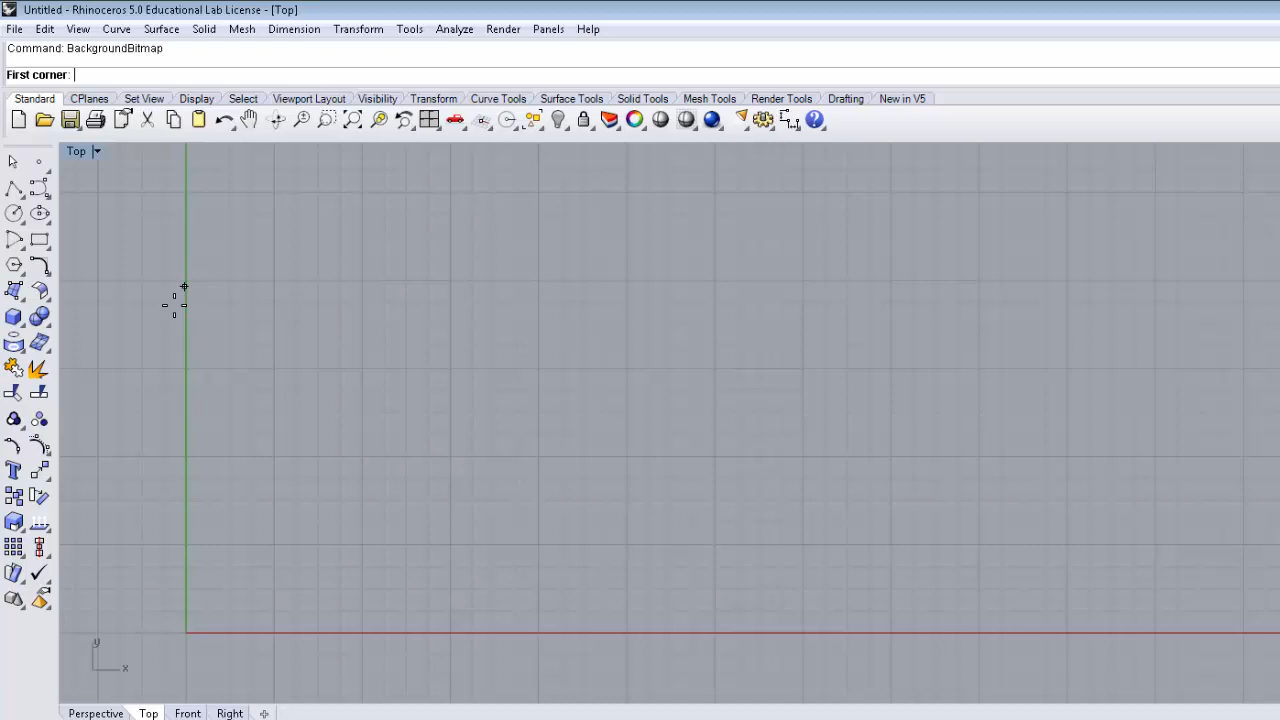 Untitled - Rhinoceros 5.0 Educational Lab License - [Top]
File Edit View Curve Surface Solid Mesh Dimension Transform Tools Analyze Render Panels Help
Command: BackgroundBitmap
First corner:
Standard CPlanes Set View Display Select Viewport Layout Visibility Transform Curve Tools Surface Tools Solid Tools Mesh Tools Render Tools Drafting New in V5
Top
y
x
Perspective Top Front Right